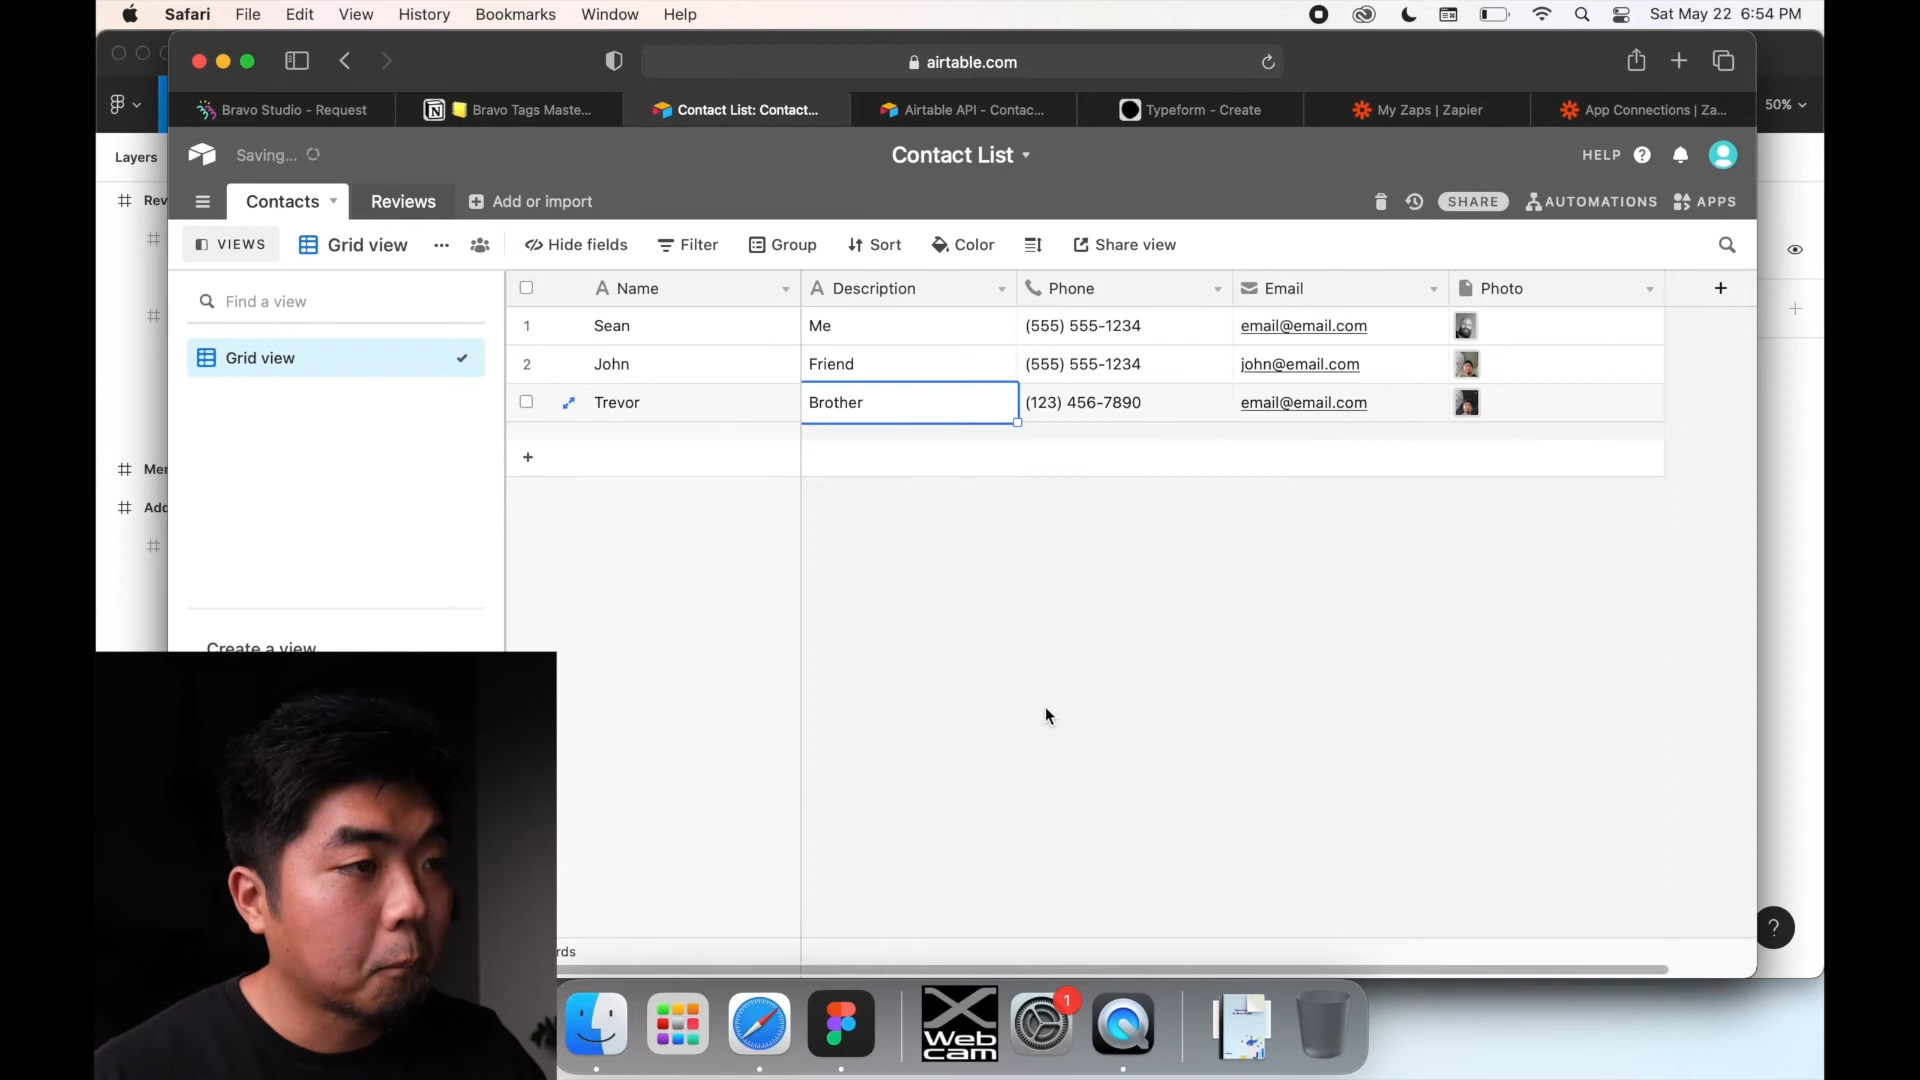 Safari File Edit View History Bookmarks Window Help Sat May 22 6:54 PM
airtable.com
Bravo Studio - Request Bravo Tags Maste... Contact List: Contact... Airtable API - Contac... Typeform - Create My Zaps | Zapier App Connections | Za... 50%
Layers Saving... Contact List HELP
Rev Contacts Reviews Add or import SHARE AUTOMATIONS APPS
VIEWS Grid view Hide fields Filter Group Sort Color Share view
Find a view Name Description Phone Email Photo
1 Sean Me (555) 555-1234 email@email.com
Grid view 2 John Friend (555) 555-1234 john@email.com
Trevor Brother (123) 456-7890 email@email.com
Mer
Add
Create a view
rds
Web
cam
1